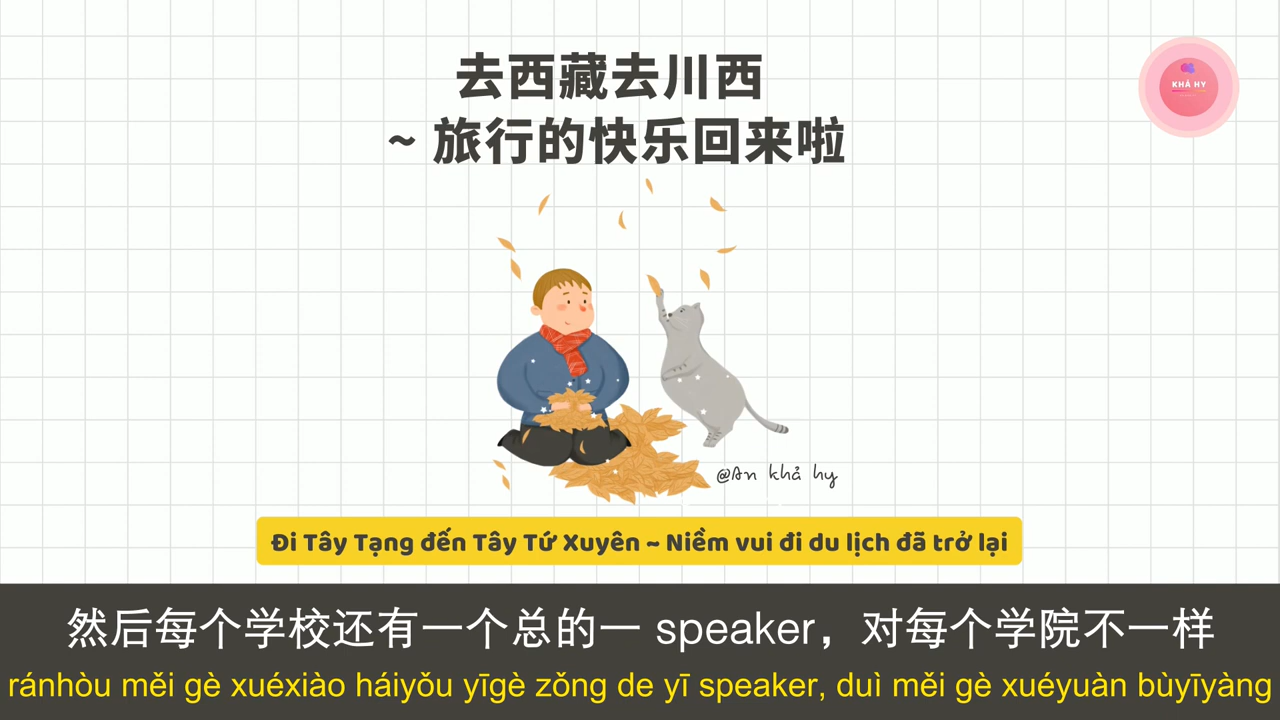 去西藏去川西
~ 旅行的快乐回来啦
KHẢ HY
@An khả hy
Đi Tây Tạng đến Tây Tứ Xuyên ~ Niềm vui đi du lịch đã trở lại
然后每个学校还有一个总的一 speaker，对每个学院不一样
ránhòu měi gè xuéxiào háiyǒu yīgè zǒng de yī speaker, duì měi gè xuéyuàn bùyīyàng